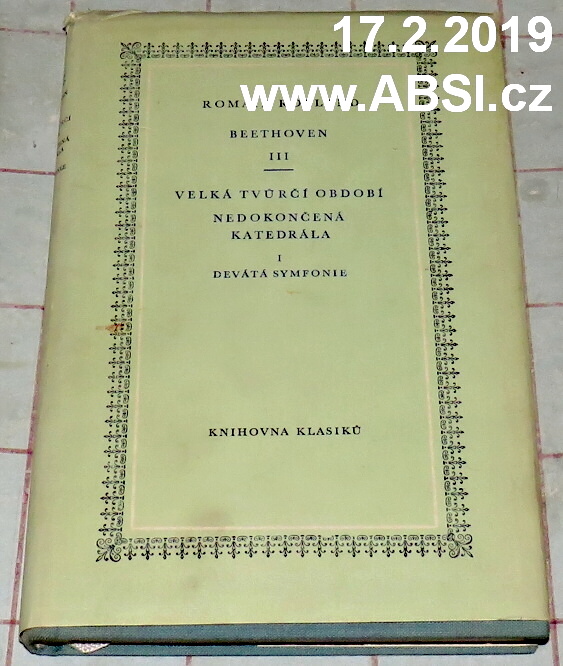 17.2.2019
www.ABSI.cz
BEETHOVEN
III
VELKÁ TVŮRČÍ OBDOBÍ
NEDOKONČENÁ
KATEDRÁLA
I
DEVÁTÁ SYMFONIE
KNIHOVNA KLASIKŮ